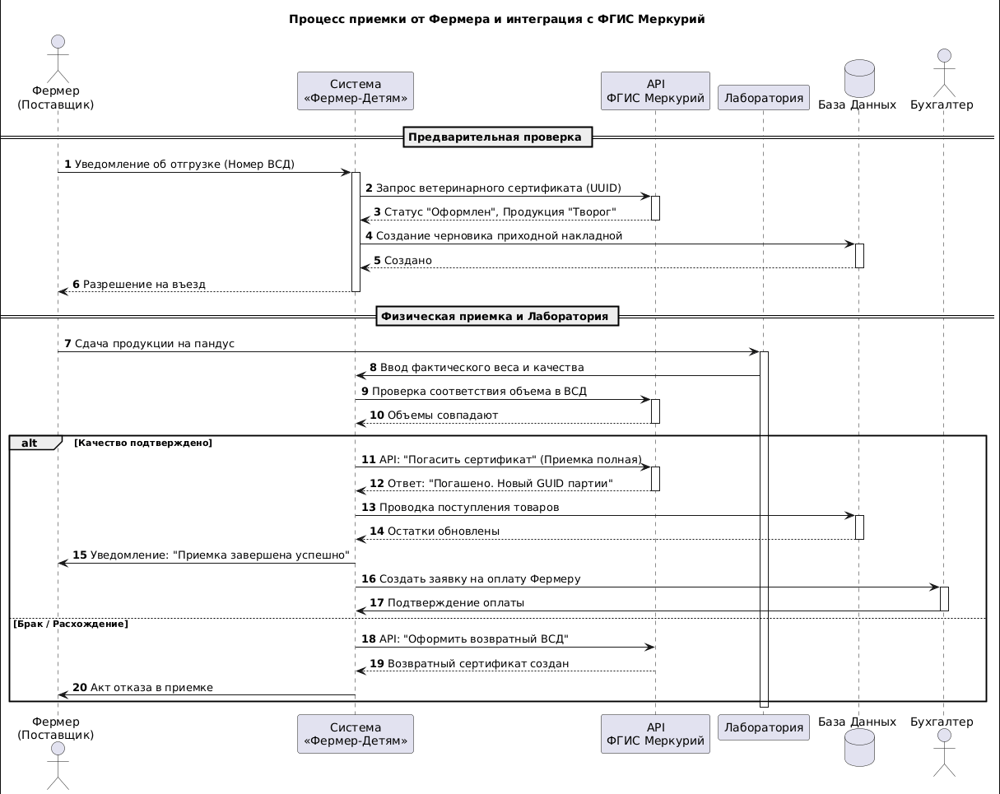 Процесс приемки от Фермера и интеграция с ФГИС Меркурий
Фермер
(Поставщик)
Система
«Фермер-Детям»
API
ФГИС Меркурий
Лаборатория
База Данных
Бухгалтер
Предварительная проверка
1 Уведомление об отгрузке (Номер ВСД)
2 Запрос ветеринарного сертификата (UUID)
3 Статус "Оформлен", Продукция "Творог"
4 Создание черновика приходной накладной
5 Создано
6 Разрешение на въезд
Физическая приемка и Лаборатория
7 Сдача продукции на пандус
8 Ввод фактического веса и качества
9 Проверка соответствия объема в ВСД
10 Объемы совпадают
alt [Качество подтверждено]
11 API: "Погасить сертификат" (Приемка полная)
12 Ответ: "Погашено. Новый GUID партии"
13 Проводка поступления товаров
14 Остатки обновлены
15 Уведомление: "Приемка завершена успешно"
16 Создать заявку на оплату Фермеру
17 Подтверждение оплаты
[Брак / Расхождение]
18 API: "Оформить возвратный ВСД"
19 Возвратный сертификат создан
20 Акт отказа в приемке
Фермер
(Поставщик)
Система
«Фермер-Детям»
API
ФГИС Меркурий
Лаборатория
База Данных
Бухгалтер